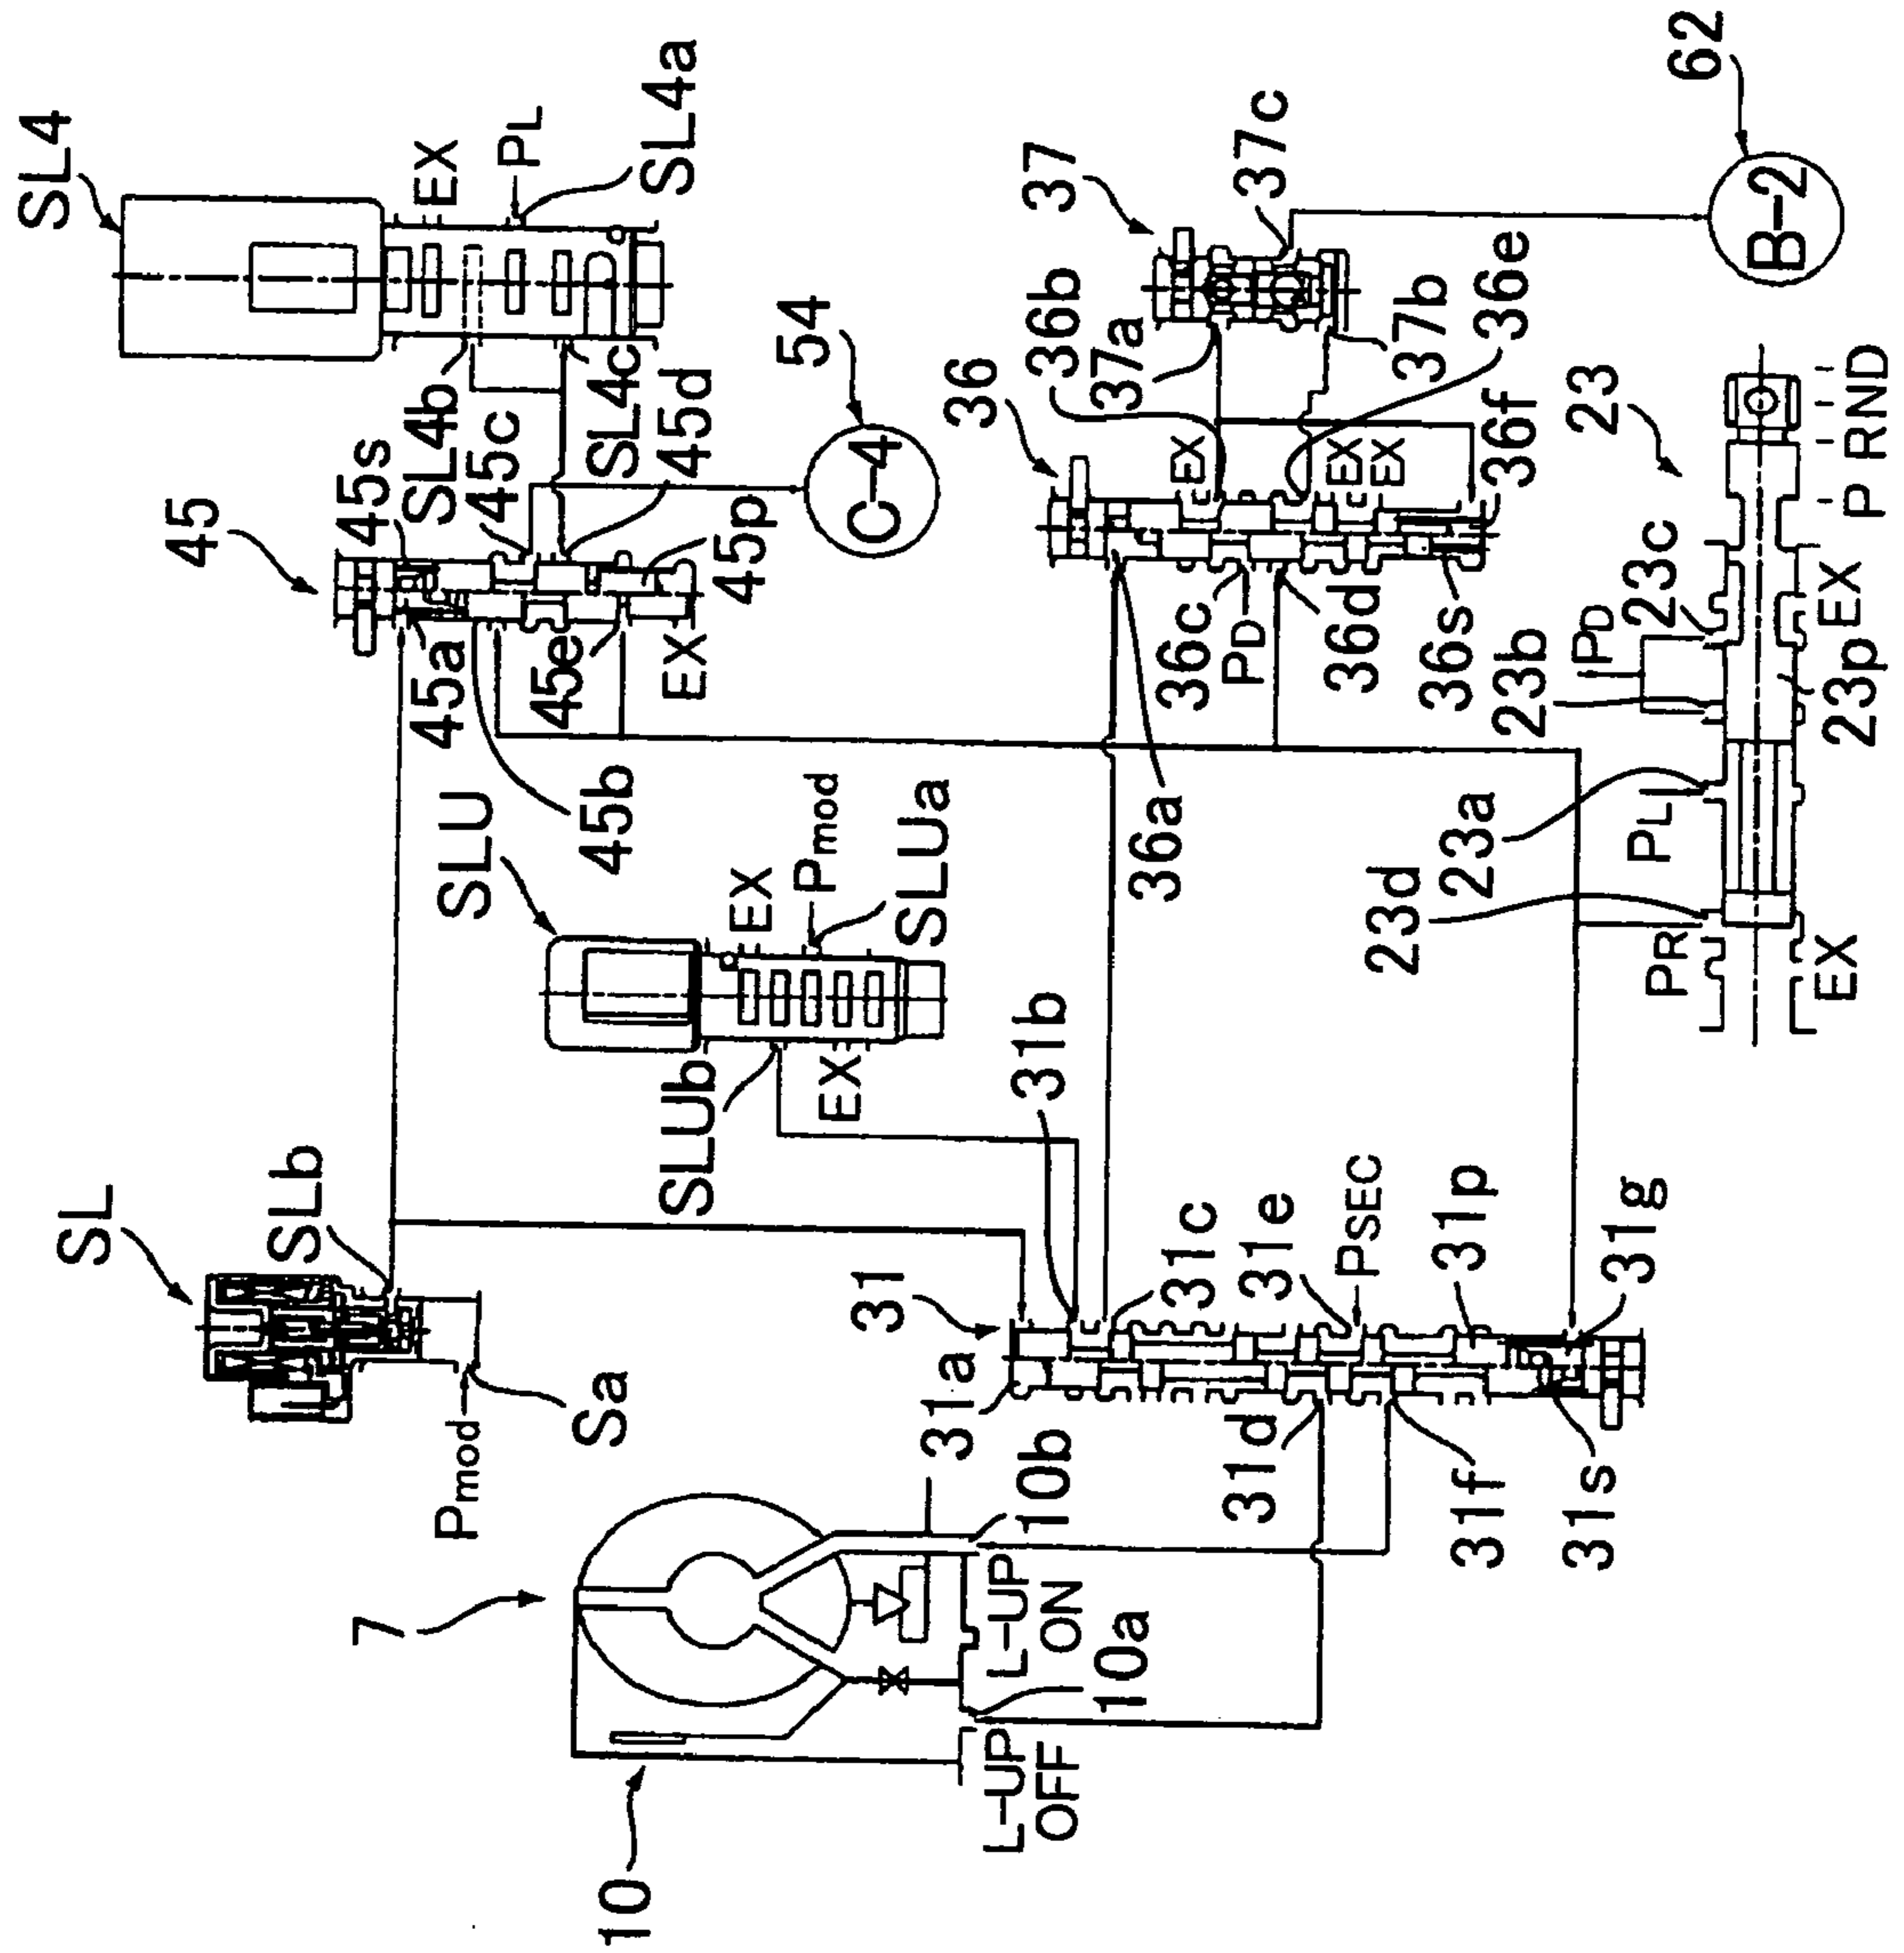 SL4
EX
PL
SL4a
SL4b
SL4c
45
45s
45c
45d
45a
45b
45e
45p
EX
54
C-4
SLU
EX
Pmod
SLUa
SLUb
EX
SL
SLb
Sa
Pmod
7
10
10a
10b
L-UP
ON
L-UP
OFF
31
31a
31b
31c
31d
31e
PSEC
31f
31p
31g
31s
36
36a
36b
36c
PD
36d
36e
36f
36s
EX
EX
EX
37
37a
37b
37c
62
B-2
23
P RND
23a
23b
23c
23d
23p
PD
PL
PR
EX
EX